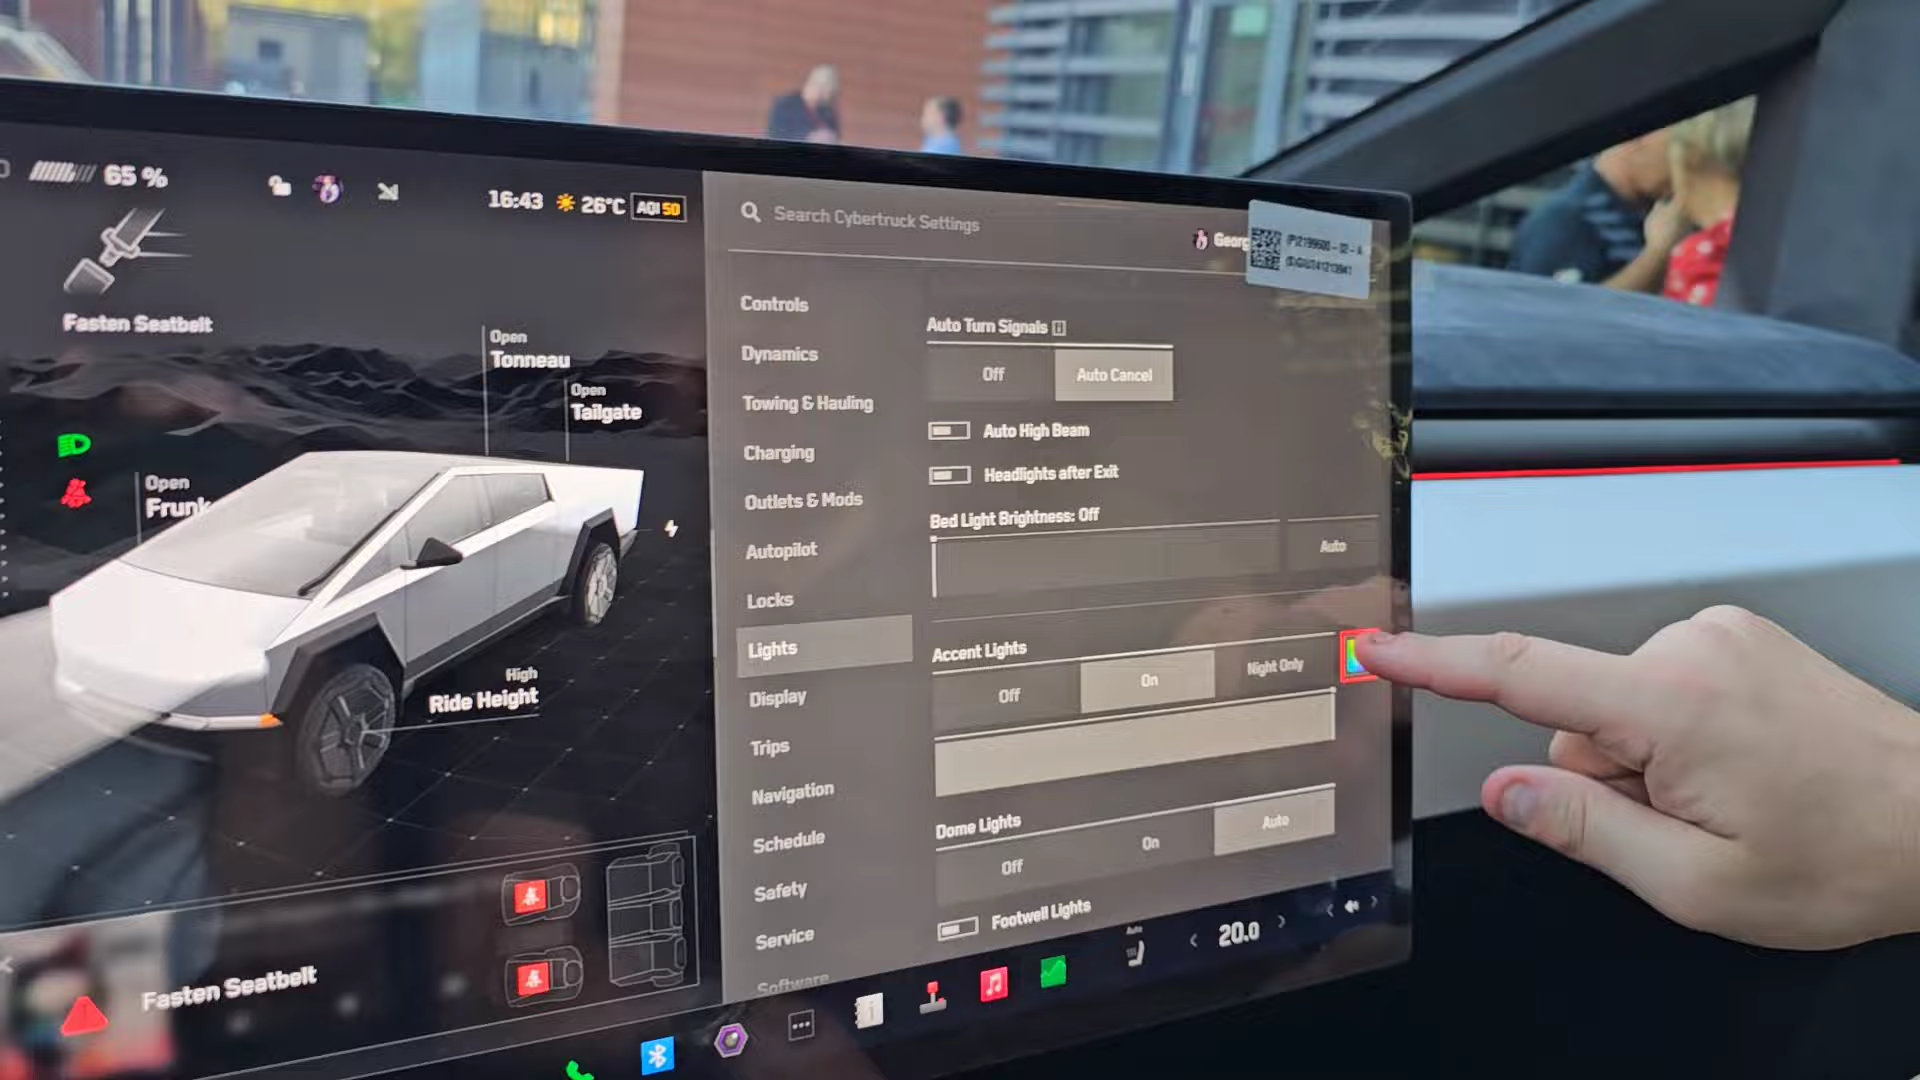 65 %
16:43
26°C
AQI 50
Fasten Seatbelt
Open
Tonneau
Open
Tailgate
Open
Frunk
High
Ride Height
Fasten Seatbelt
Search Cybertruck Settings
Georg
Controls
Dynamics
Towing & Hauling
Charging
Outlets & Mods
Autopilot
Locks
Lights
Display
Trips
Navigation
Schedule
Safety
Service
Software
Auto Turn Signals
Off
Auto Cancel
Auto High Beam
Headlights after Exit
Bed Light Brightness: Off
Auto
Accent Lights
Off
On
Night Only
Dome Lights
Off
On
Auto
Footwell Lights
Auto
20.0